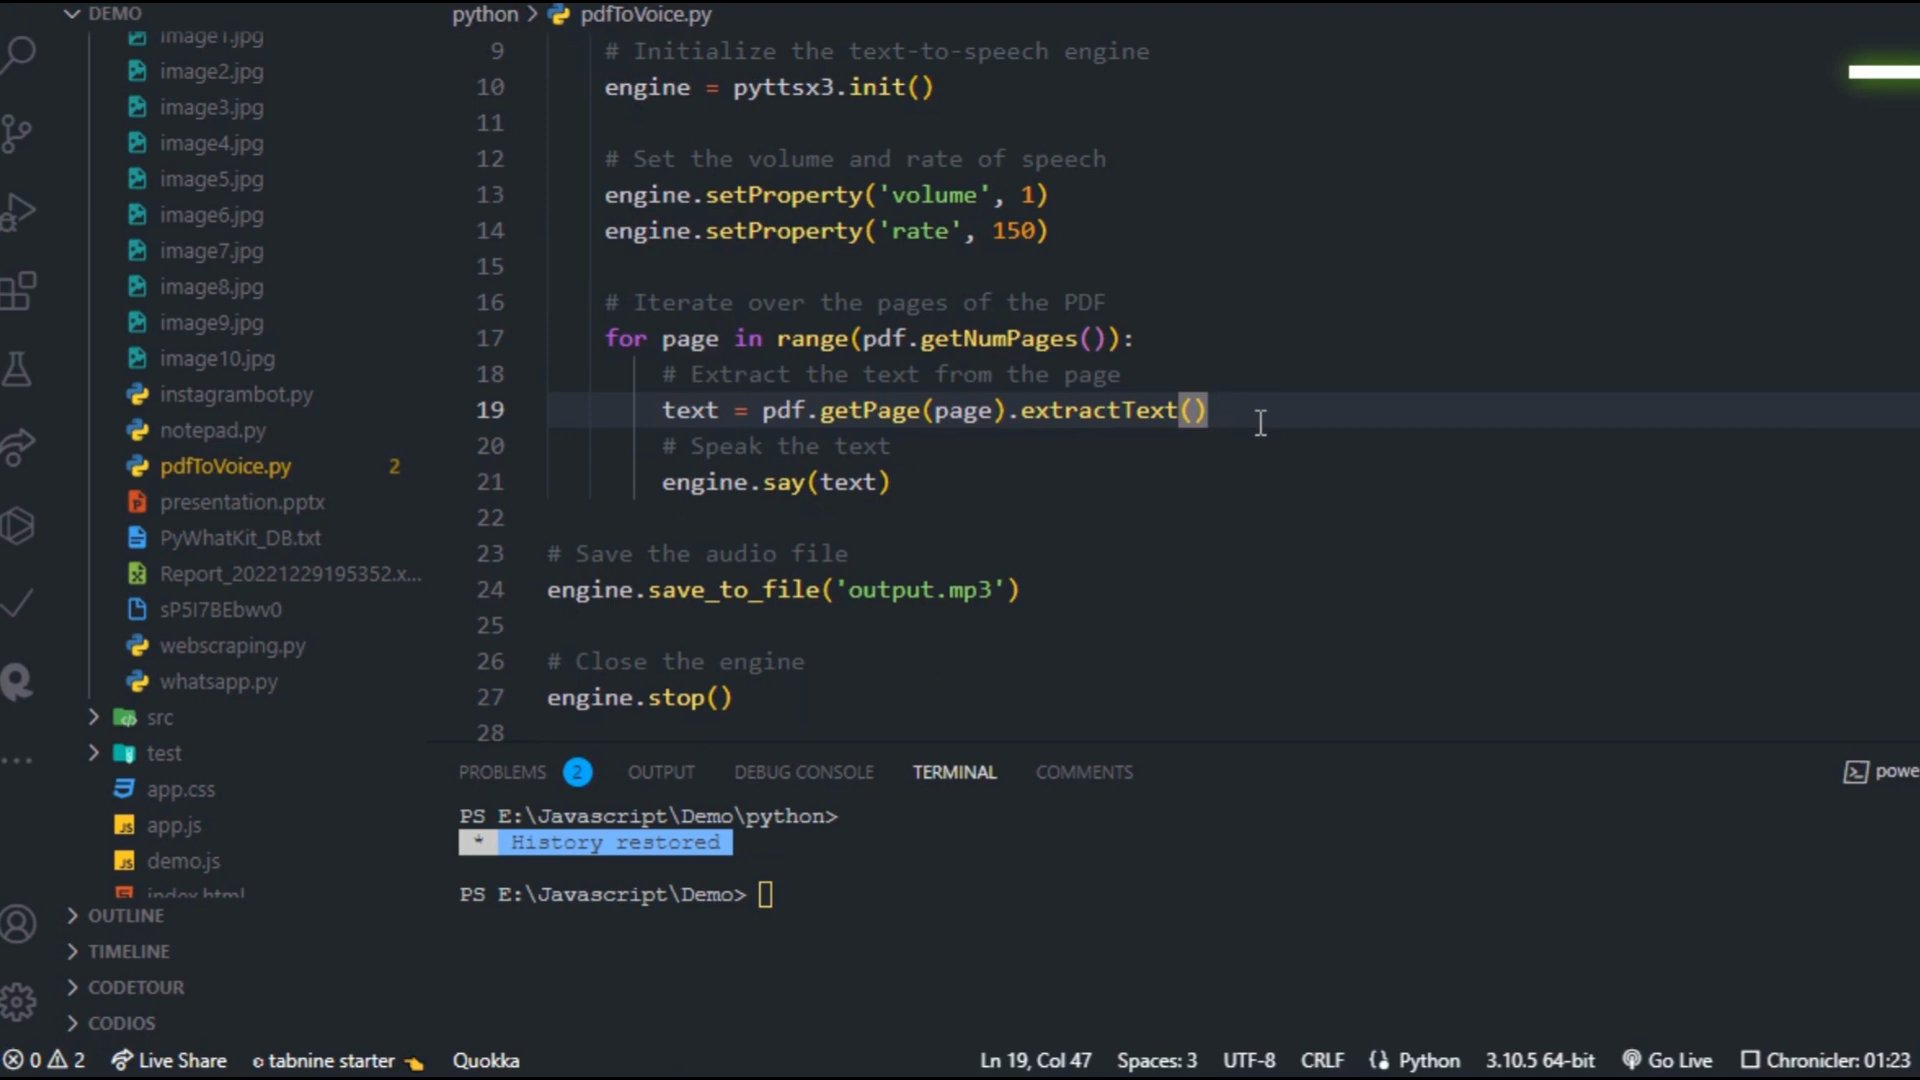 DEMO
image1.jpg
image2.jpg
image3.jpg
image4.jpg
image5.jpg
image6.jpg
image7.jpg
image8.jpg
image9.jpg
image10.jpg
instagrambot.py
notepad.py
pdfToVoice.py 2
presentation.pptx
PyWhatKit_DB.txt
Report_20221229195352.x...
sP5I7BEbwv0
webscraping.py
whatsapp.py
src
test
app.css
app.js
demo.js
index.html
OUTLINE
TIMELINE
CODETOUR
CODIOS
python > pdfToVoice.py
9 # Initialize the text-to-speech engine
10 engine = pyttsx3.init()
11
12 # Set the volume and rate of speech
13 engine.setProperty('volume', 1)
14 engine.setProperty('rate', 150)
15
16 # Iterate over the pages of the PDF
17 for page in range(pdf.getNumPages()):
18 # Extract the text from the page
19 text = pdf.getPage(page).extractText()
20 # Speak the text
21 engine.say(text)
22
23 # Save the audio file
24 engine.save_to_file('output.mp3')
25
26 # Close the engine
27 engine.stop()
28
PROBLEMS 2 OUTPUT DEBUG CONSOLE TERMINAL COMMENTS powe
PS E:\Javascript\Demo\python>
* History restored
PS E:\Javascript\Demo>
0 2 Live Share tabnine starter Quokka Ln 19, Col 47 Spaces: 3 UTF-8 CRLF Python 3.10.5 64-bit Go Live Chronicler: 01:23